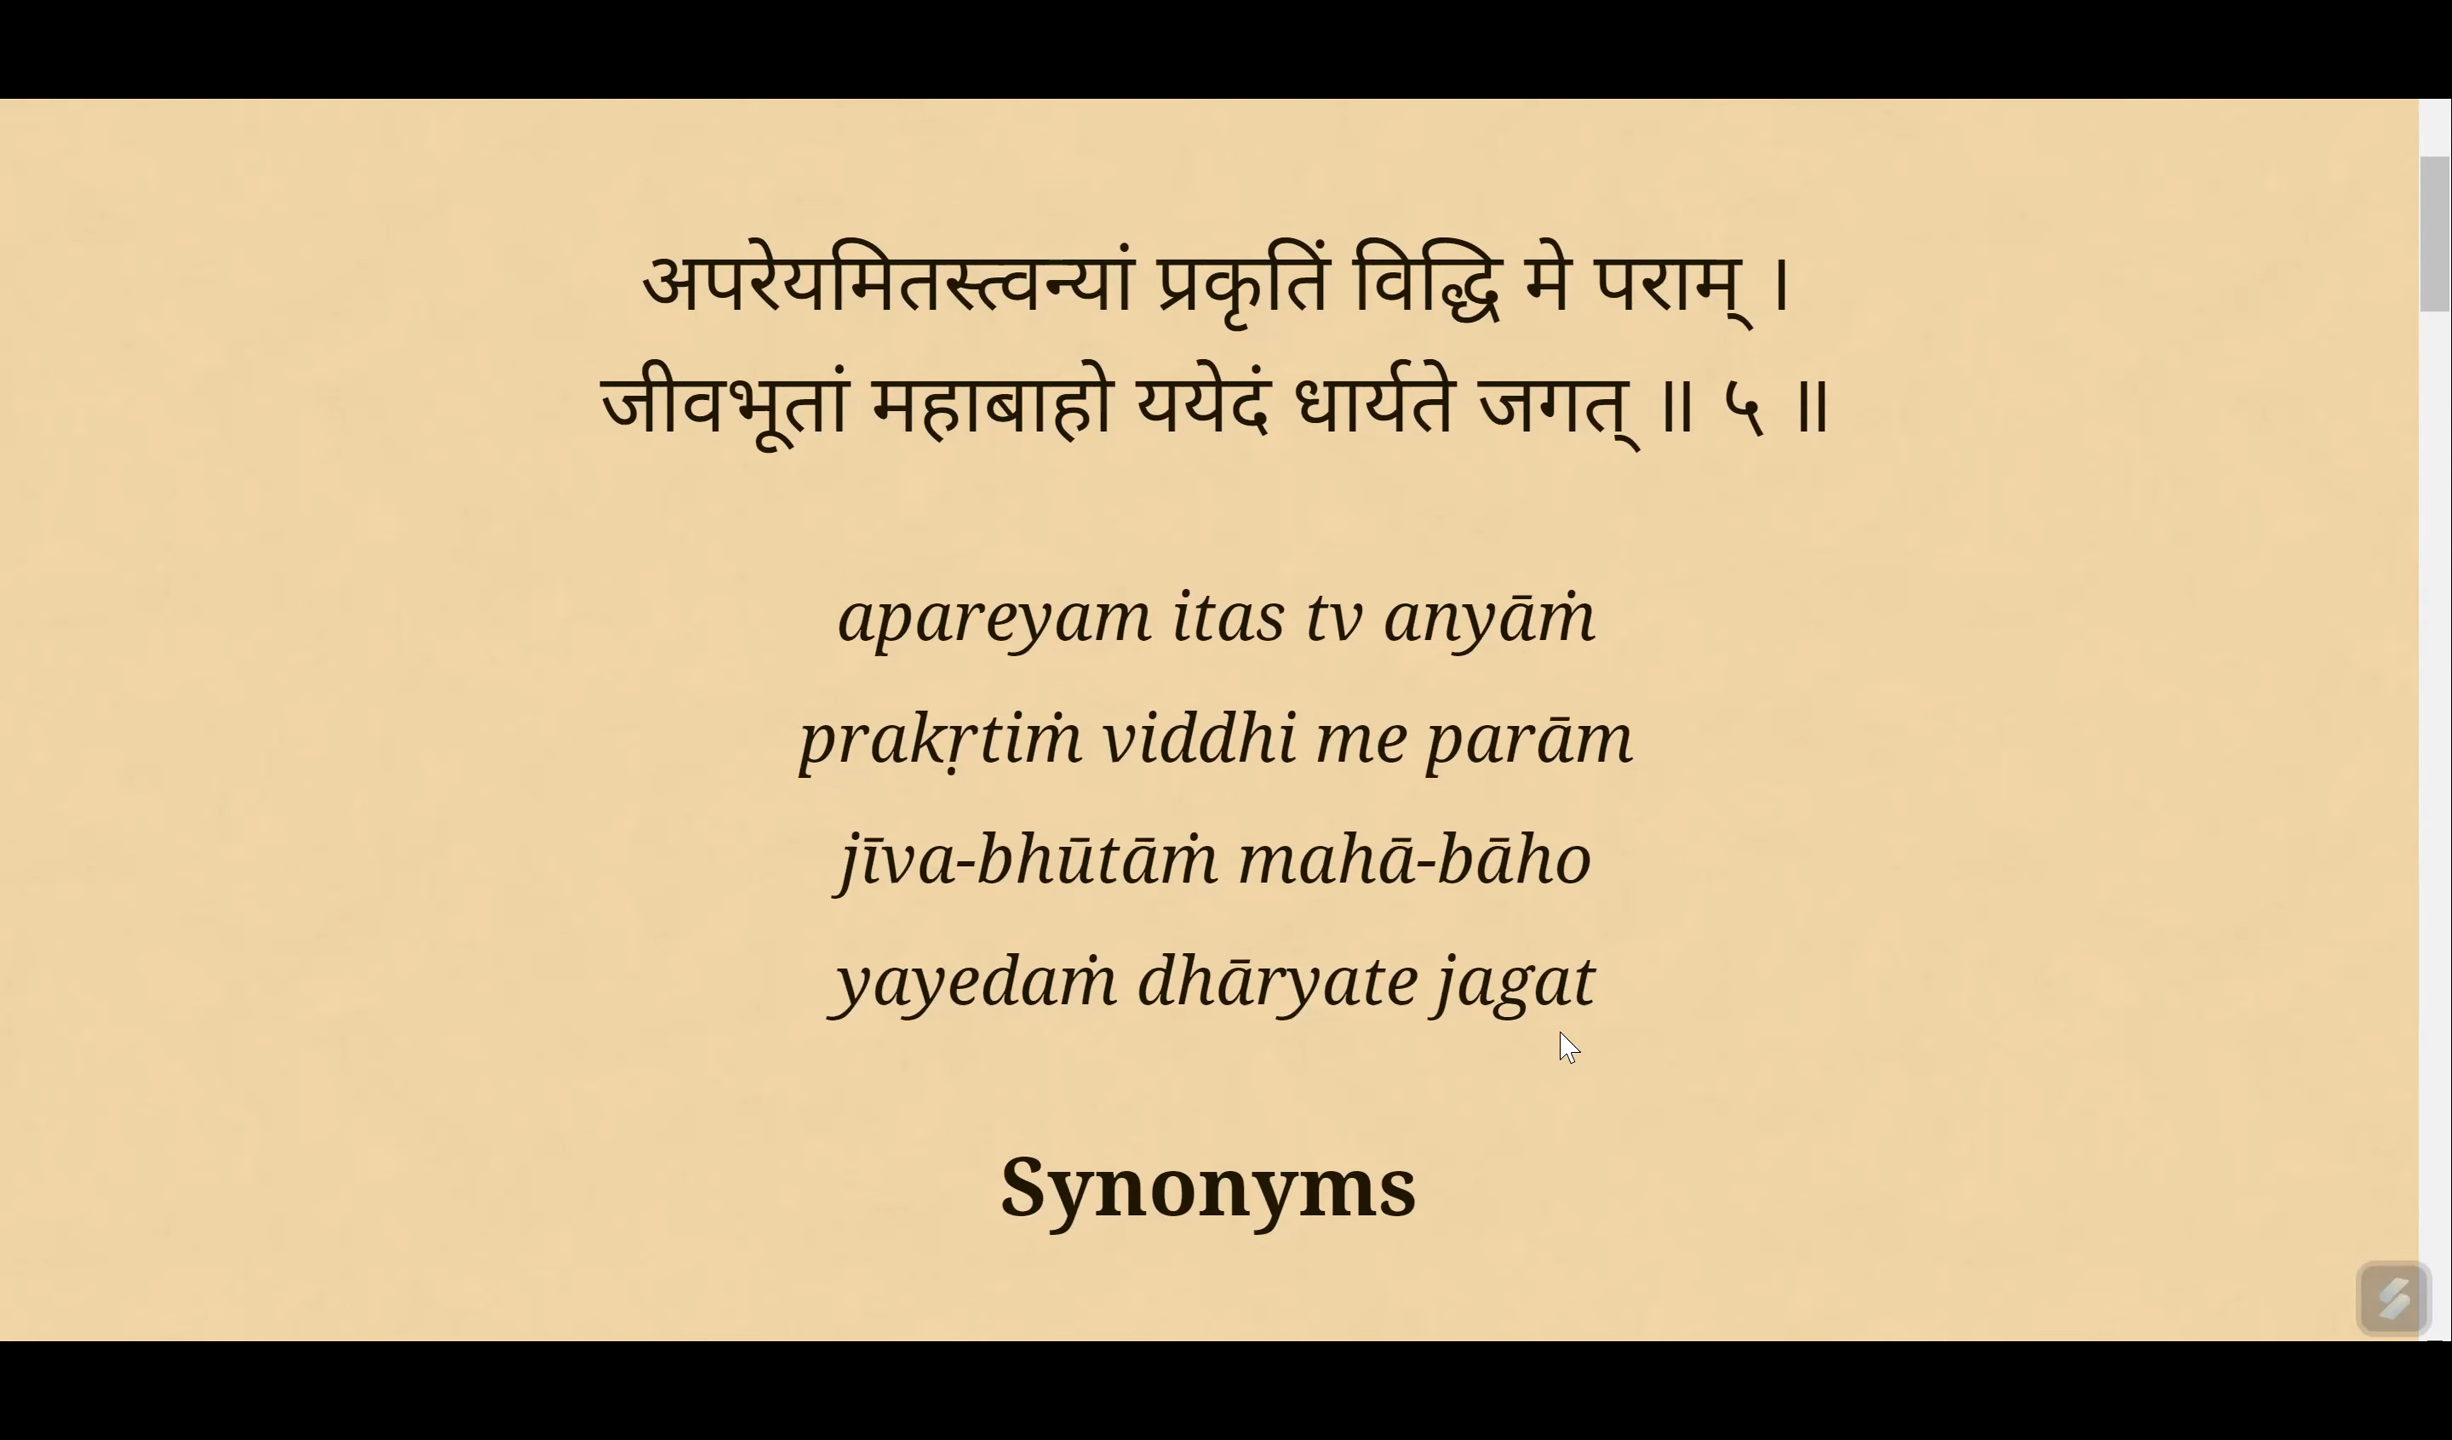 अपरेयमितस्त्वन्यां प्रकृतिं विद्धि मे पराम् ।
जीवभूतां महाबाहो ययेदं धार्यते जगत् ॥ ५ ॥
apareyam itas tv anyāṁ
prakṛtiṁ viddhi me parām
jīva-bhūtāṁ mahā-bāho
yayedaṁ dhāryate jagat
Synonyms